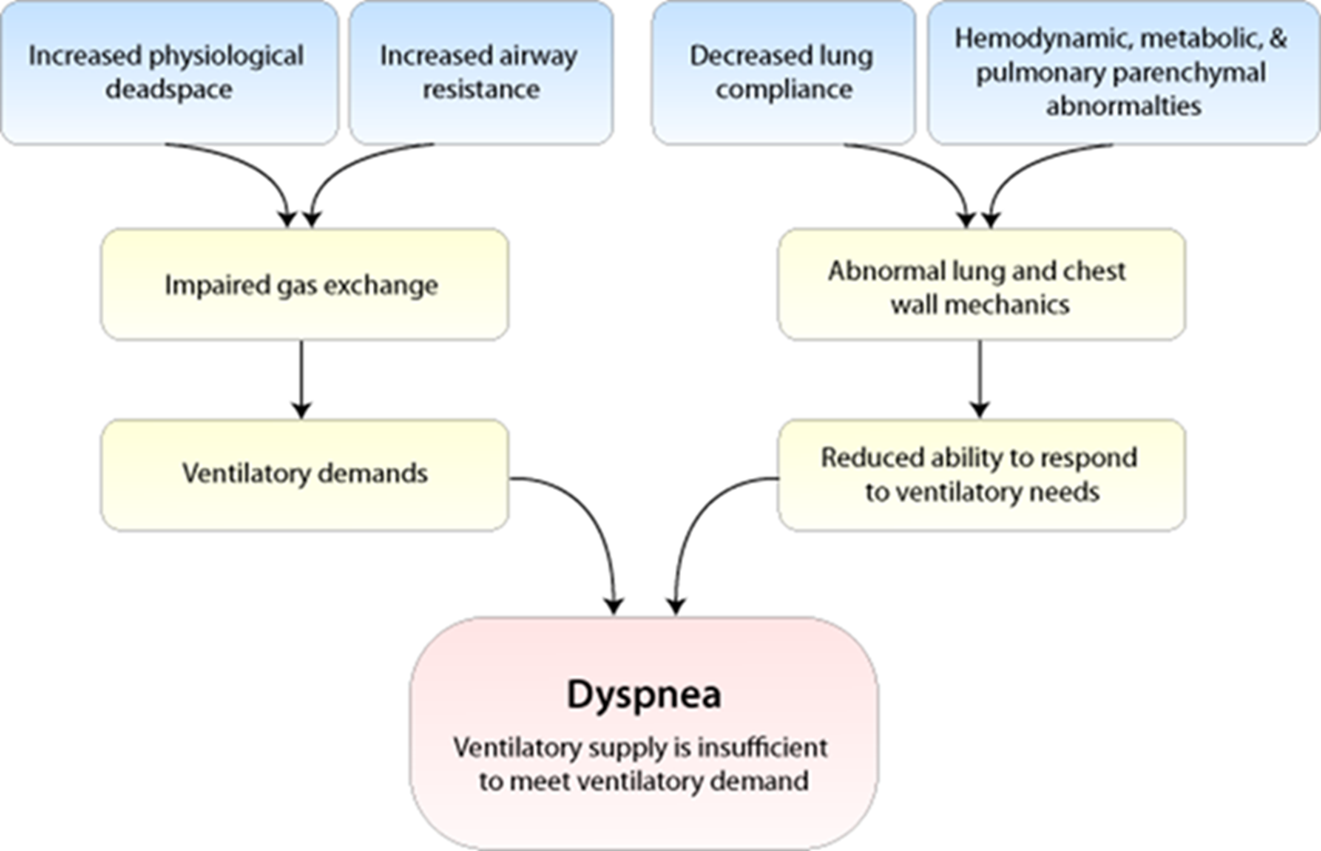 Increased physiological
deadspace
Increased airway
resistance
Decreased lung
compliance
Hemodynamic, metabolic, &
pulmonary parenchymal
abnormalties
Impaired gas exchange
Abnormal lung and chest
wall mechanics
Ventilatory demands
Reduced ability to respond
to ventilatory needs
Dyspnea
Ventilatory supply is insufficient
to meet ventilatory demand